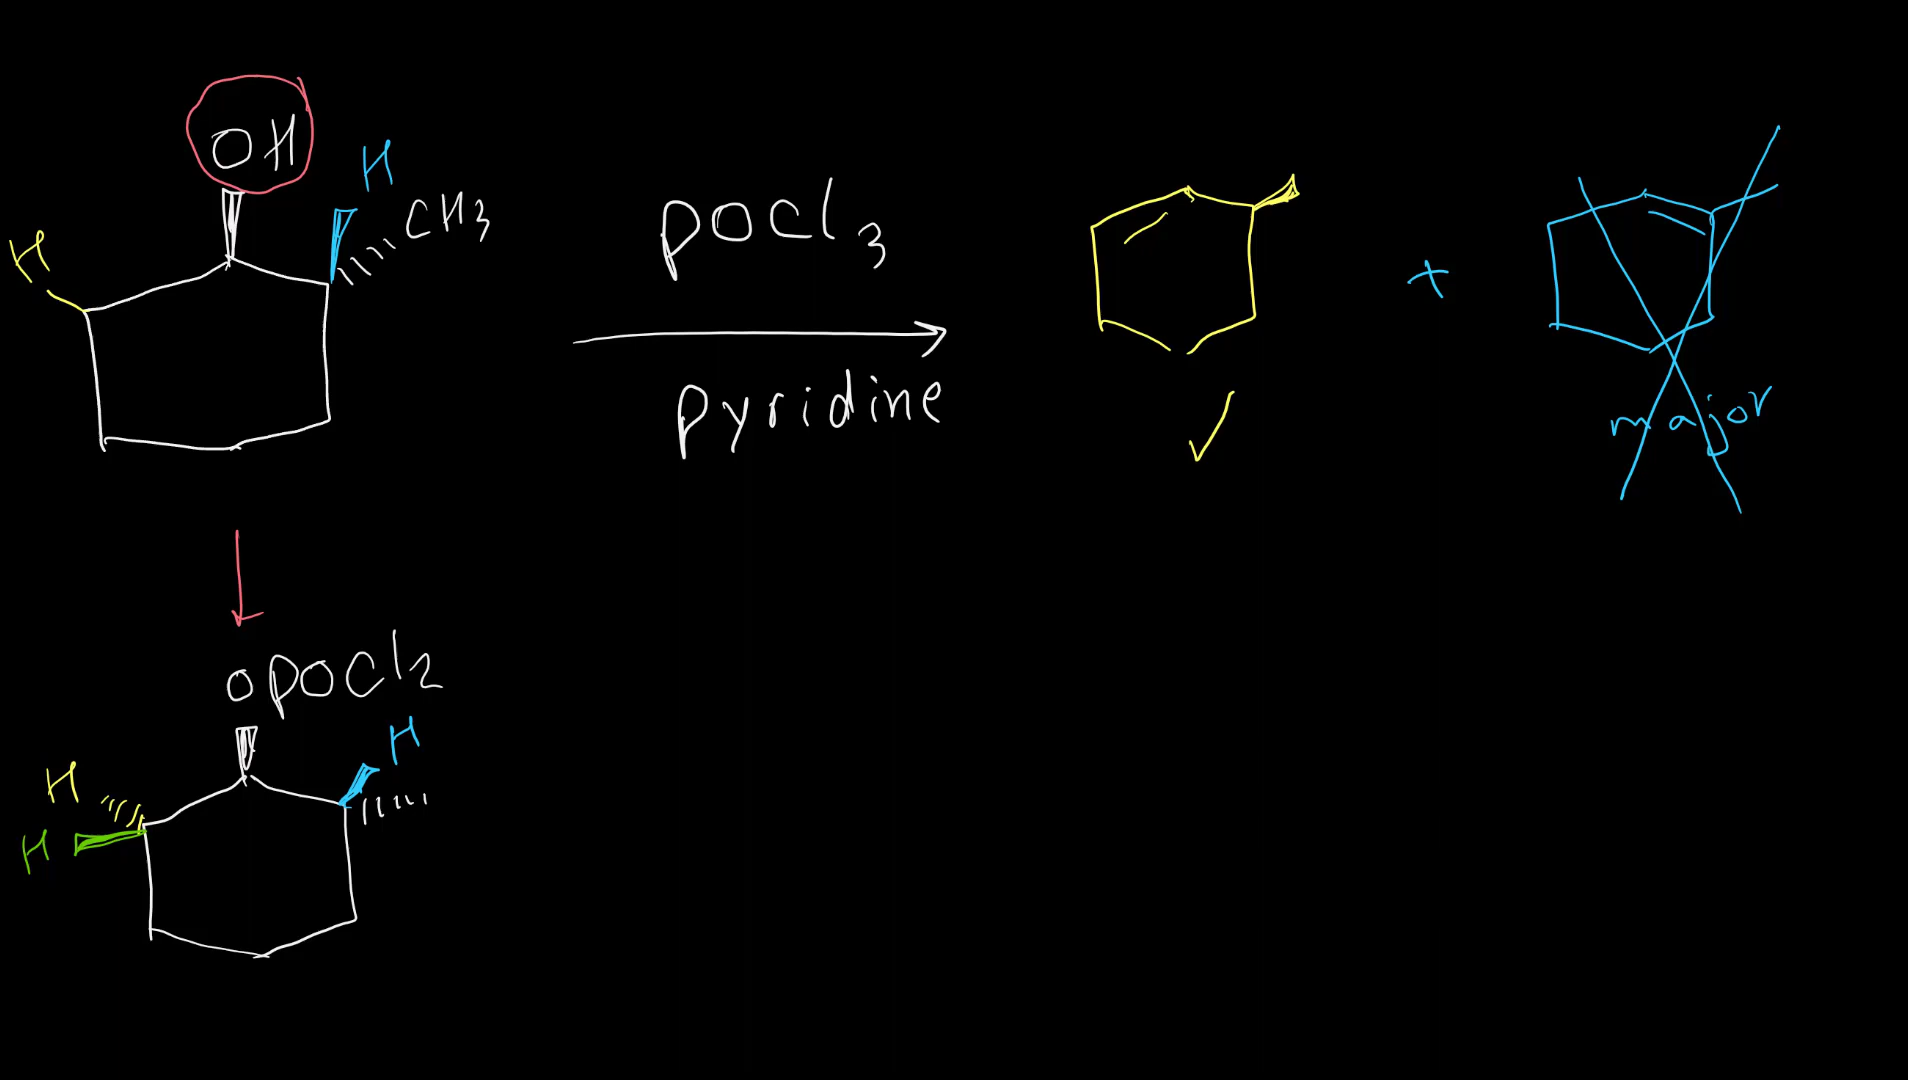 OH
H
CH3
H
POCl3
Pyridine
+
major
OPOCl2
H
H
H